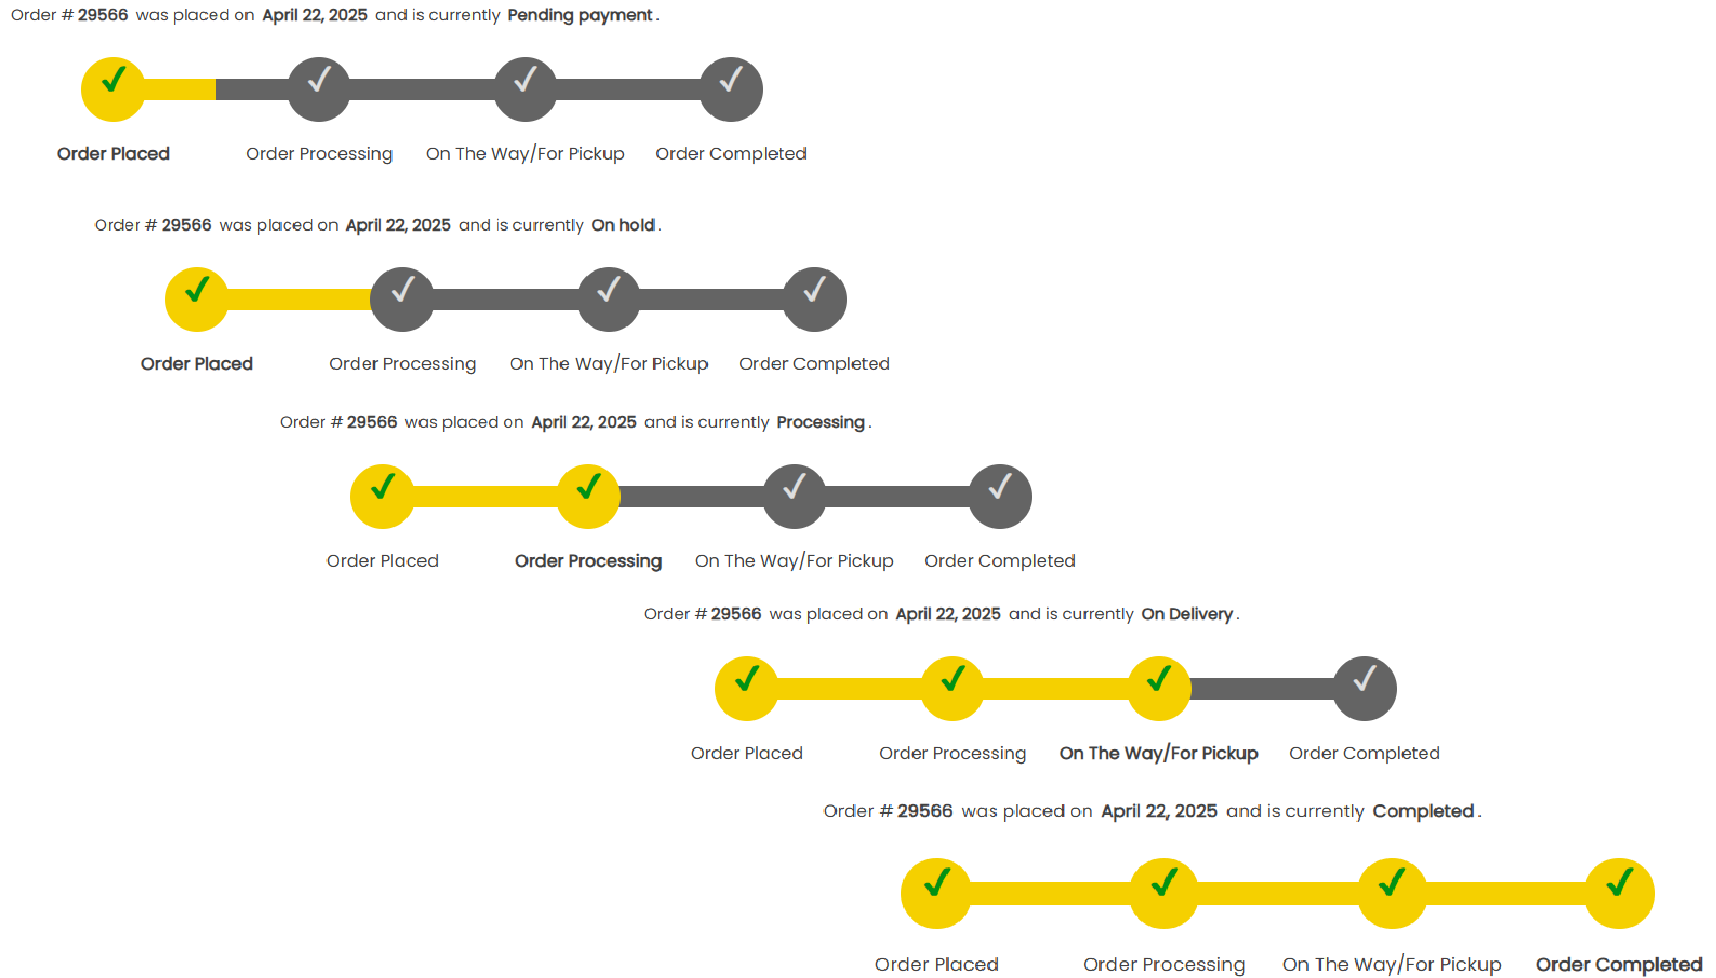 Order # 29566 was placed on April 22, 2025 and is currently Pending payment.
Order Placed Order Processing On The Way/For Pickup Order Completed
Order # 29566 was placed on April 22, 2025 and is currently On hold.
Order Placed Order Processing On The Way/For Pickup Order Completed
Order # 29566 was placed on April 22, 2025 and is currently Processing.
Order Placed Order Processing On The Way/For Pickup Order Completed
Order # 29566 was placed on April 22, 2025 and is currently On Delivery.
Order Placed Order Processing On The Way/For Pickup Order Completed
Order # 29566 was placed on April 22, 2025 and is currently Completed.
Order Placed Order Processing On The Way/For Pickup Order Completed